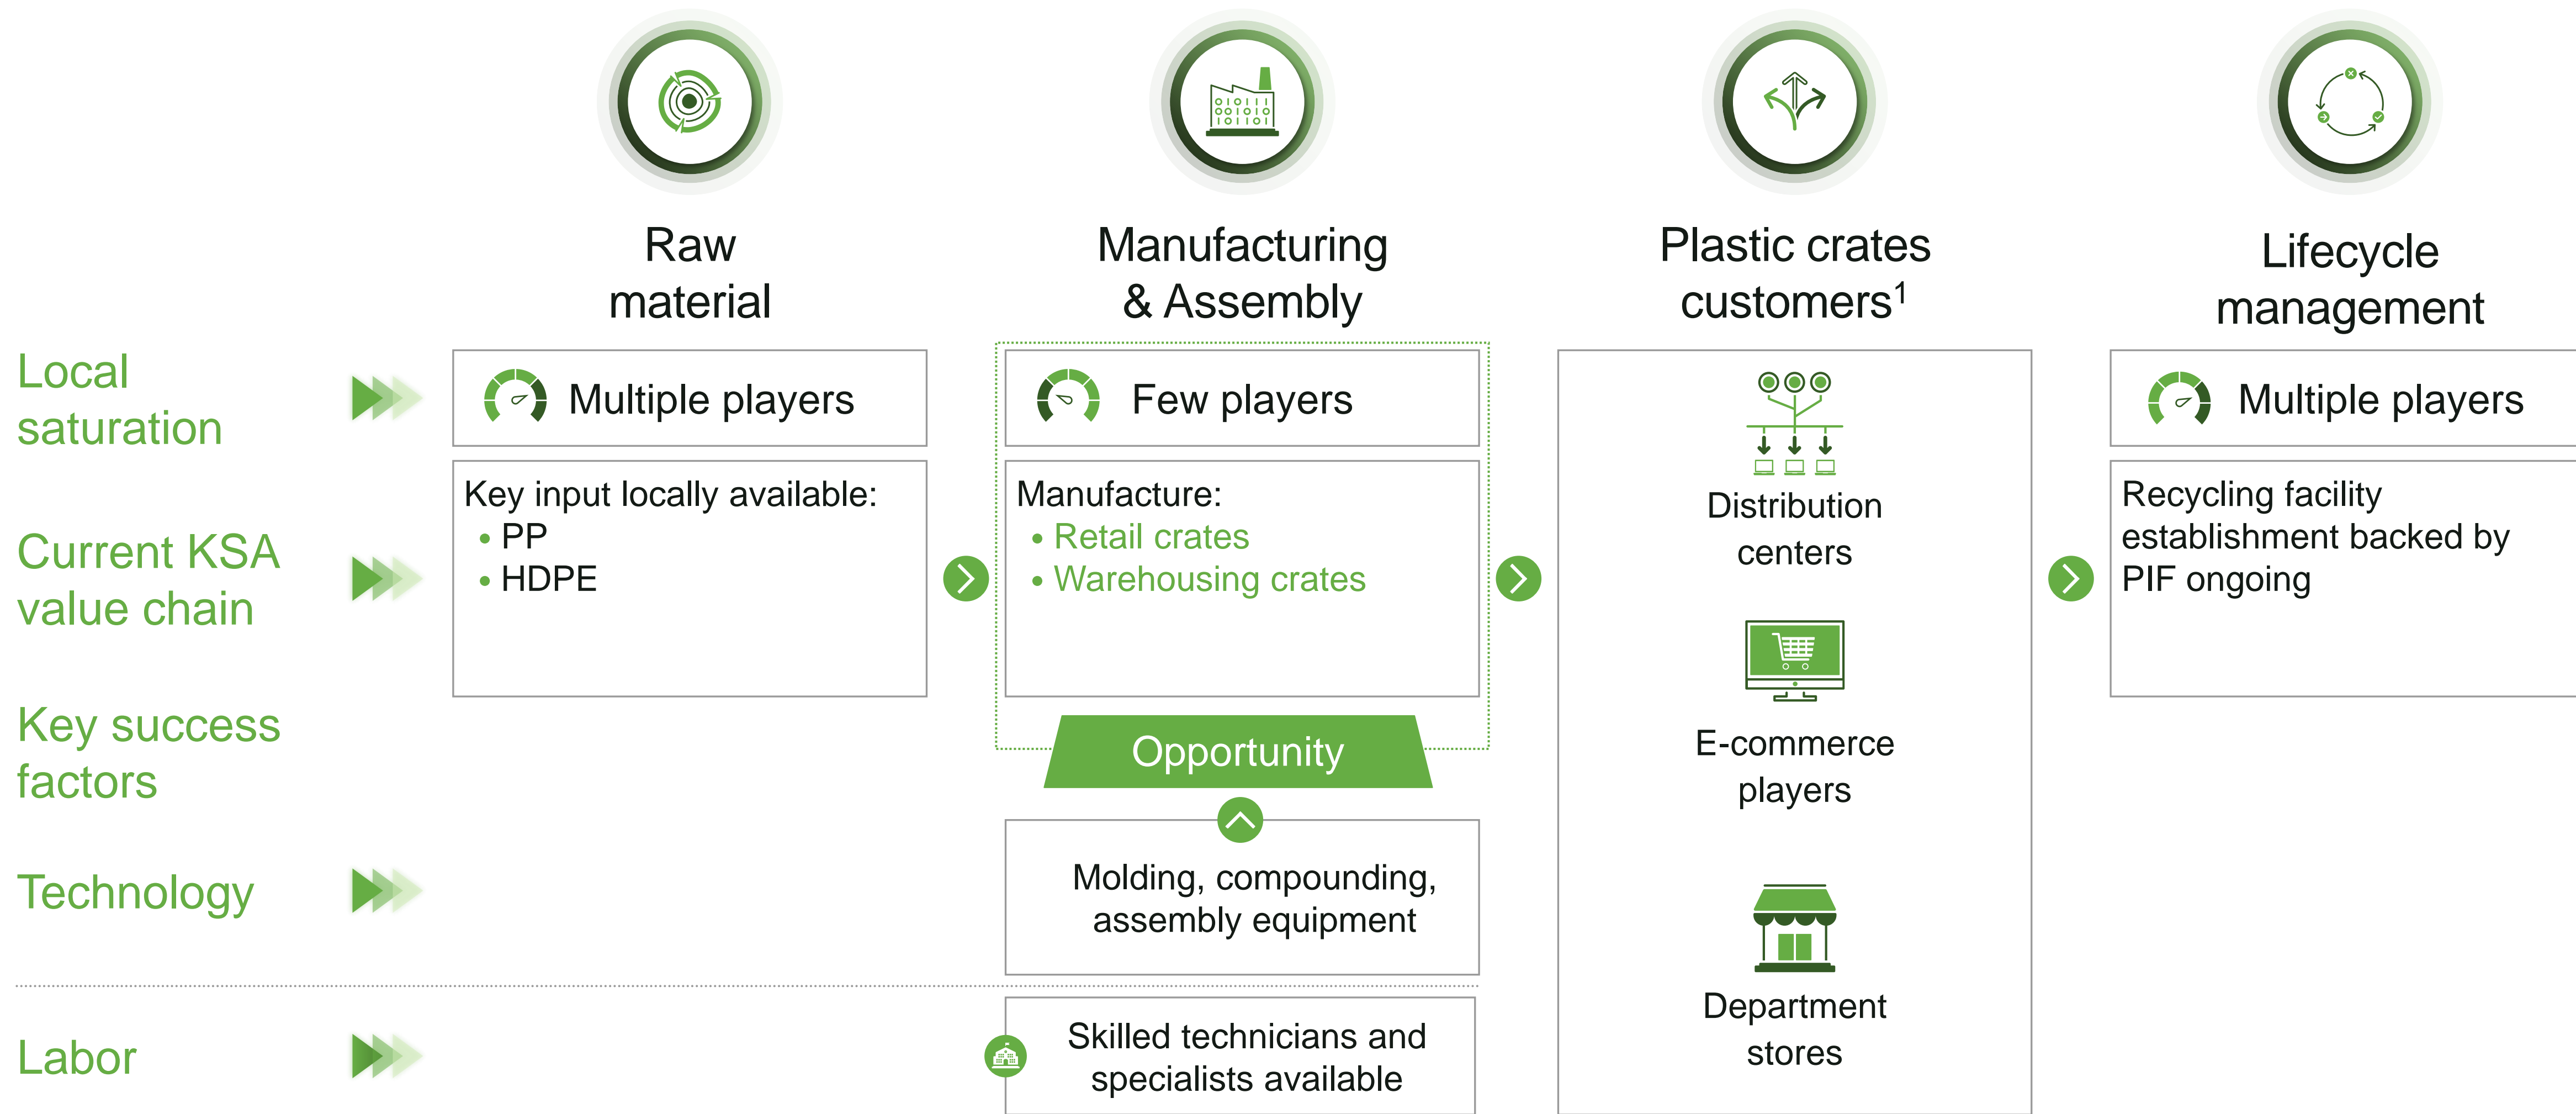 Raw
material
Manufacturing
& Assembly
Plastic crates
customers¹
Lifecycle
management
Local
saturation
Multiple players
Few players
Multiple players
Current KSA
value chain
Key input locally available:
• PP
• HDPE
Manufacture:
• Retail crates
• Warehousing crates
Distribution
centers
E-commerce
players
Department
stores
Recycling facility
establishment backed by
PIF ongoing
Key success
factors
Opportunity
Technology
Molding, compounding,
assembly equipment
Labor
Skilled technicians and
specialists available